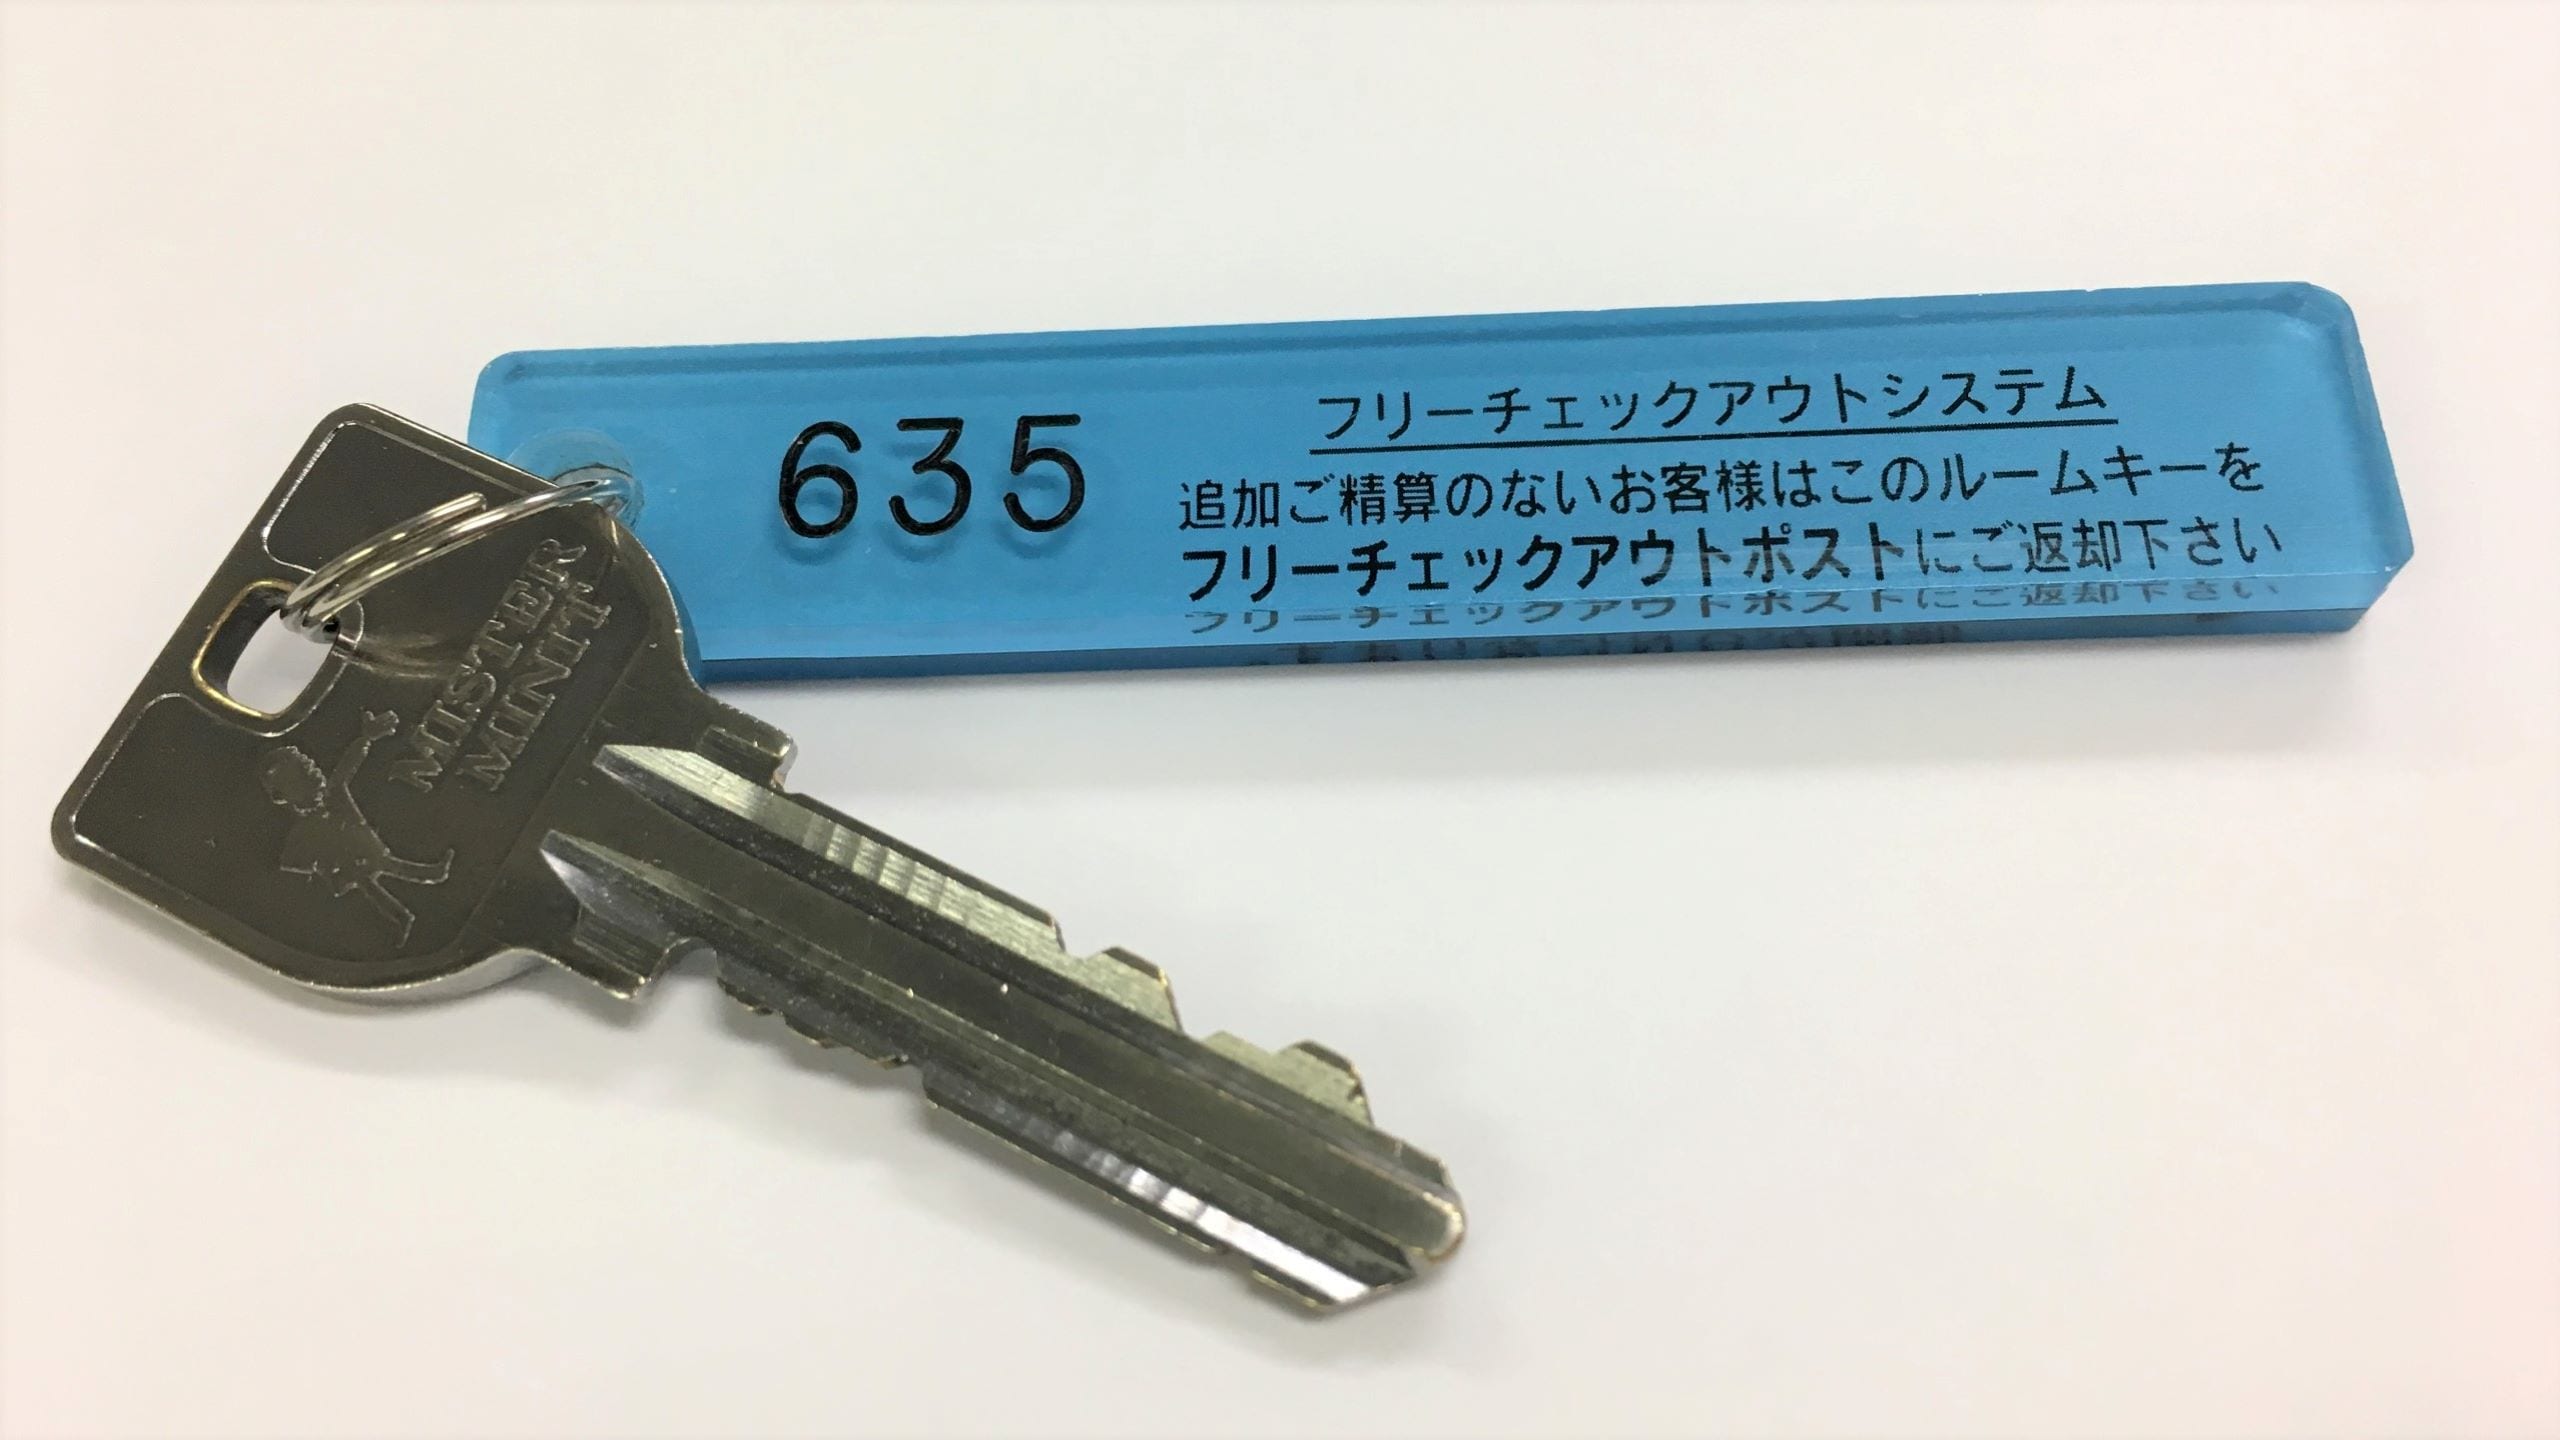 635
フリーチェックアウトシステム
追加ご精算のないお客様はこのルームキーを
フリーチェックアウトポストにご返却下さい
MISTER
MINIT